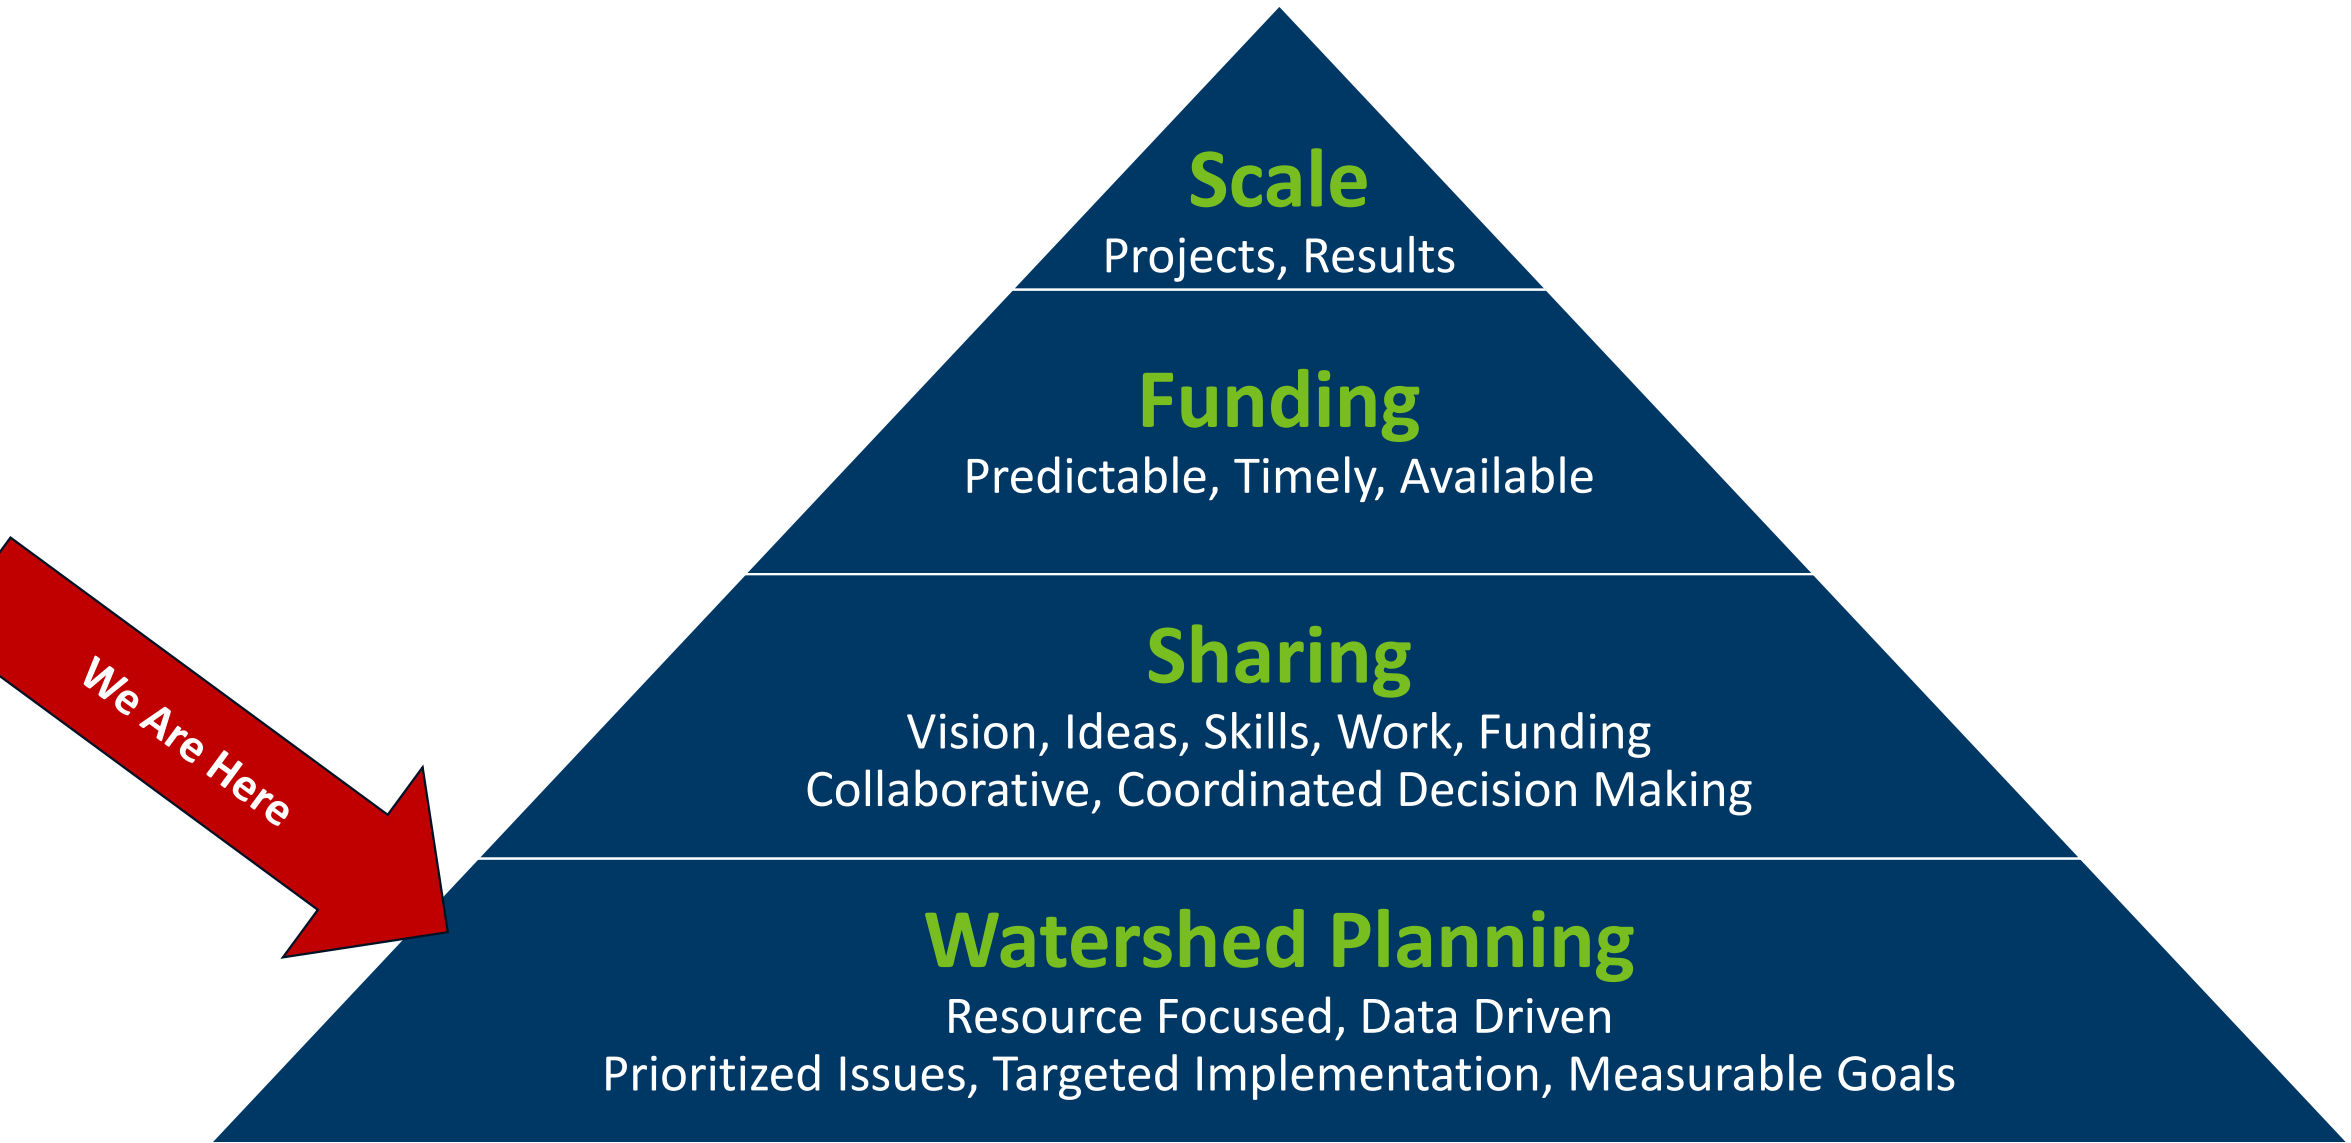 Scale
Projects, Results
Funding
Predictable, Timely, Available
Sharing
Vision, Ideas, Skills, Work, Funding
Collaborative, Coordinated Decision Making
We Are Here
Watershed Planning
Resource Focused, Data Driven
Prioritized Issues, Targeted Implementation, Measurable Goals